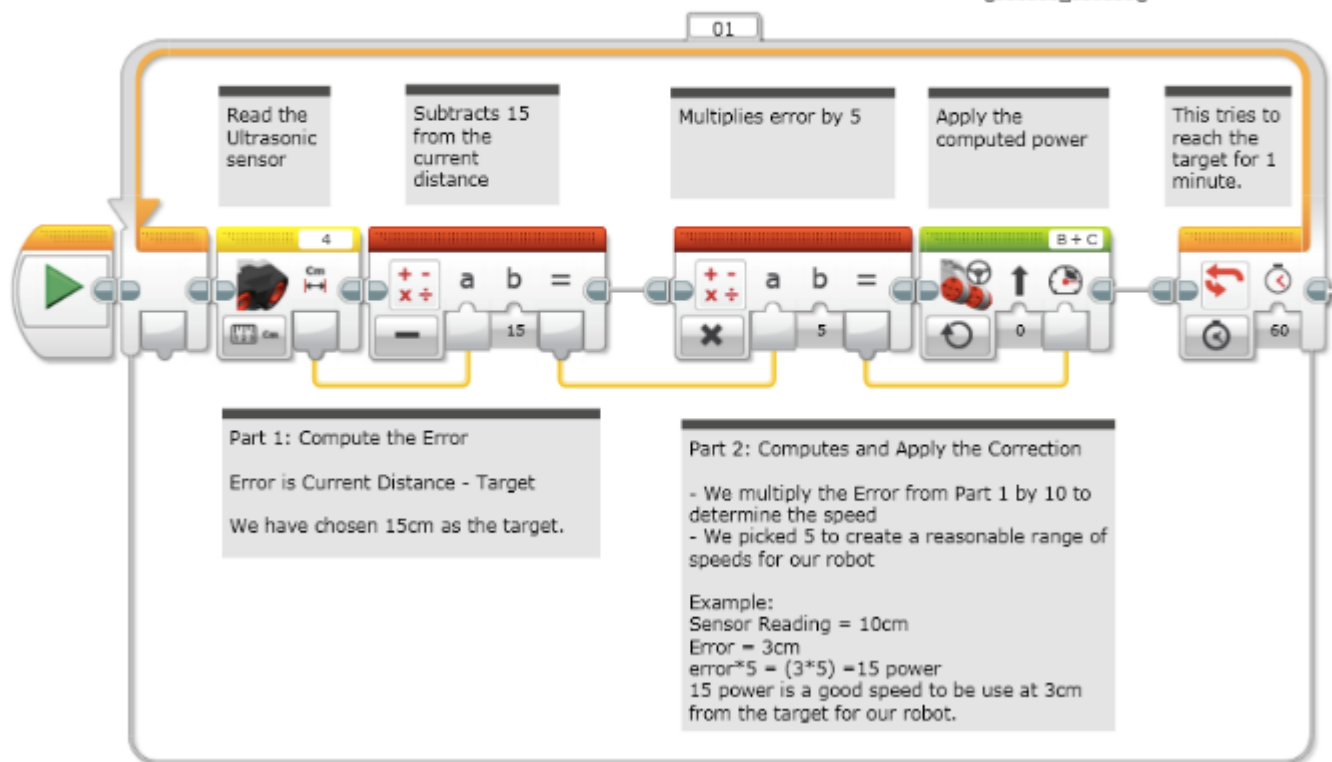 01
Read the
Ultrasonic
sensor
Subtracts 15
from the
current
distance
Multiplies error by 5
Apply the
computed power
This tries to
reach the
target for 1
minute.
4
B + C
Cm
a b =
a b =
15
5
0
60
Cm
Part 1: Compute the Error
Error is Current Distance - Target
We have chosen 15cm as the target.
Part 2: Computes and Apply the Correction
- We multiply the Error from Part 1 by 10 to
determine the speed
- We picked 5 to create a reasonable range of
speeds for our robot
Example:
Sensor Reading = 10cm
Error = 3cm
error*5 = (3*5) =15 power
15 power is a good speed to be use at 3cm
from the target for our robot.